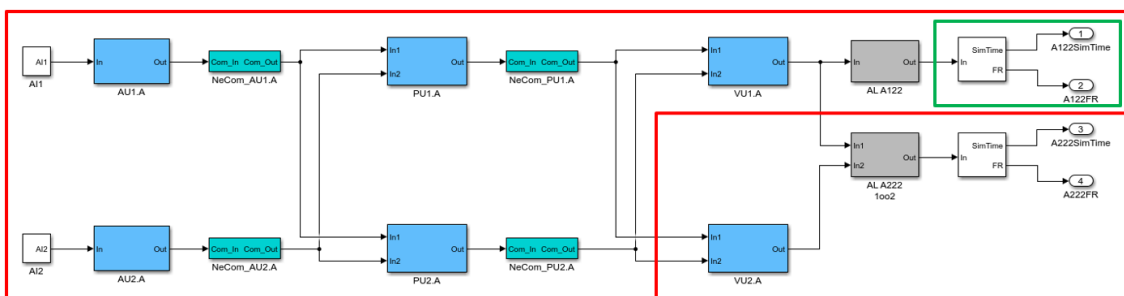 AI1
AI1
In Out
AU1.A
Com_In Com_Out
NeCom_AU1.A
In1
In2
Out
PU1.A
Com_In Com_Out
NeCom_PU1.A
In1
In2
Out
VU1.A
In Out
AL A122
In
SimTime
FR
1
A122SimTime
2
A122FR
In1
In2
Out
AL A222
1oo2
In
SimTime
FR
3
A222SimTime
4
A222FR
AI2
AI2
In Out
AU2.A
Com_In Com_Out
NeCom_AU2.A
In1
In2
Out
PU2.A
Com_In Com_Out
NeCom_PU2.A
In1
In2
Out
VU2.A